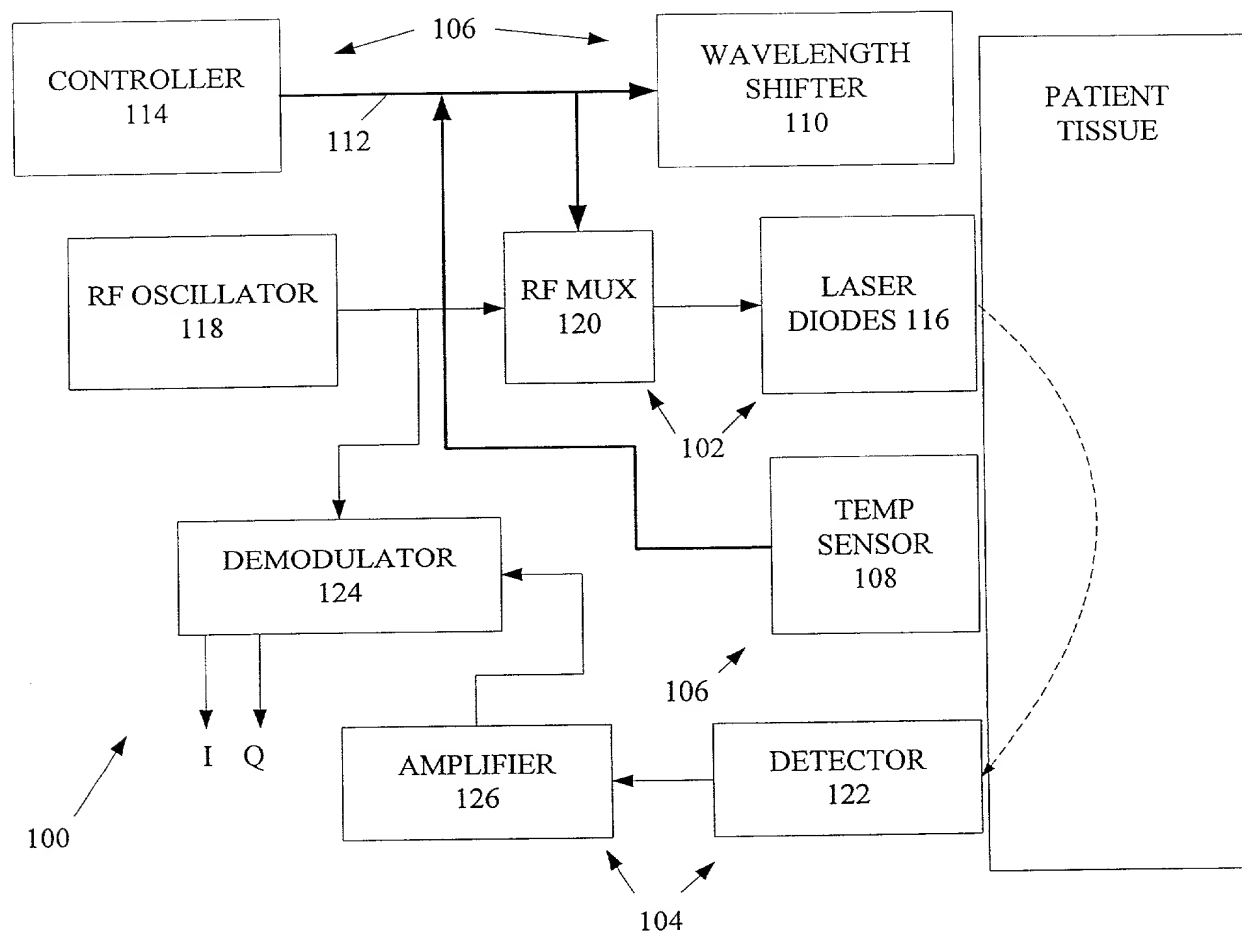 106
CONTROLLER
114
112
WAVELENGTH
SHIFTER
110
PATIENT
TISSUE
RF OSCILLATOR
118
RF MUX
120
LASER
DIODES 116
102
TEMP
SENSOR
108
DEMODULATOR
124
106
I Q
AMPLIFIER
126
DETECTOR
122
100
104